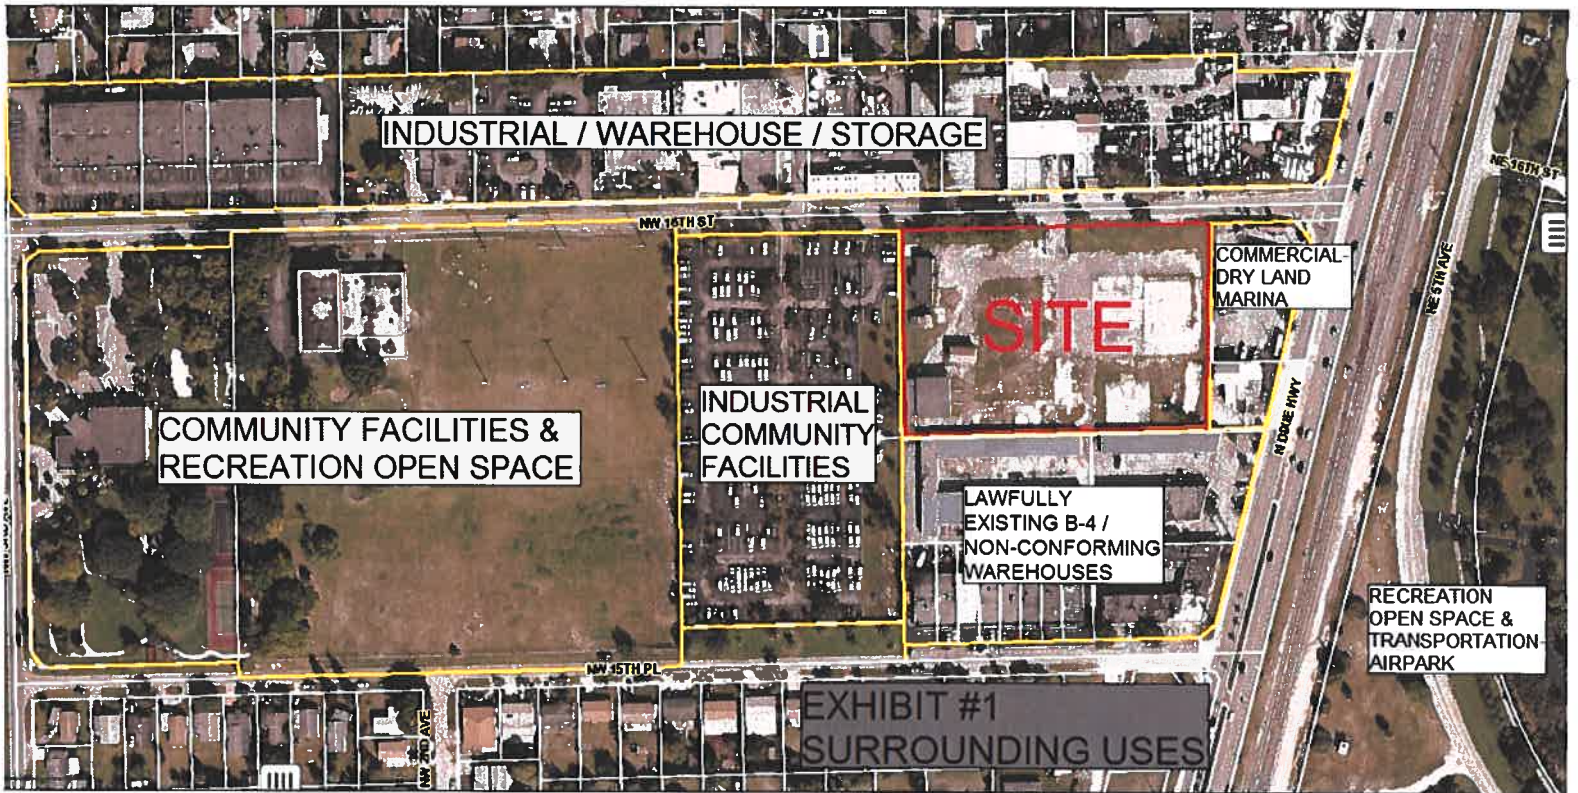 INDUSTRIAL / WAREHOUSE / STORAGE
NE 16TH ST
NW 16TH ST
COMMERCIAL-
DRY LAND
MARINA
NE 5TH AVE
SITE
INDUSTRIAL
COMMUNITY
FACILITIES
COMMUNITY FACILITIES &
RECREATION OPEN SPACE
N DIXIE HWY
LAWFULLY
EXISTING B-4 /
NON-CONFORMING
WAREHOUSES
RECREATION
OPEN SPACE &
TRANSPORTATION-
AIRPARK
NW 15TH PL
NW 2ND AVE
EXHIBIT #1
SURROUNDING USES